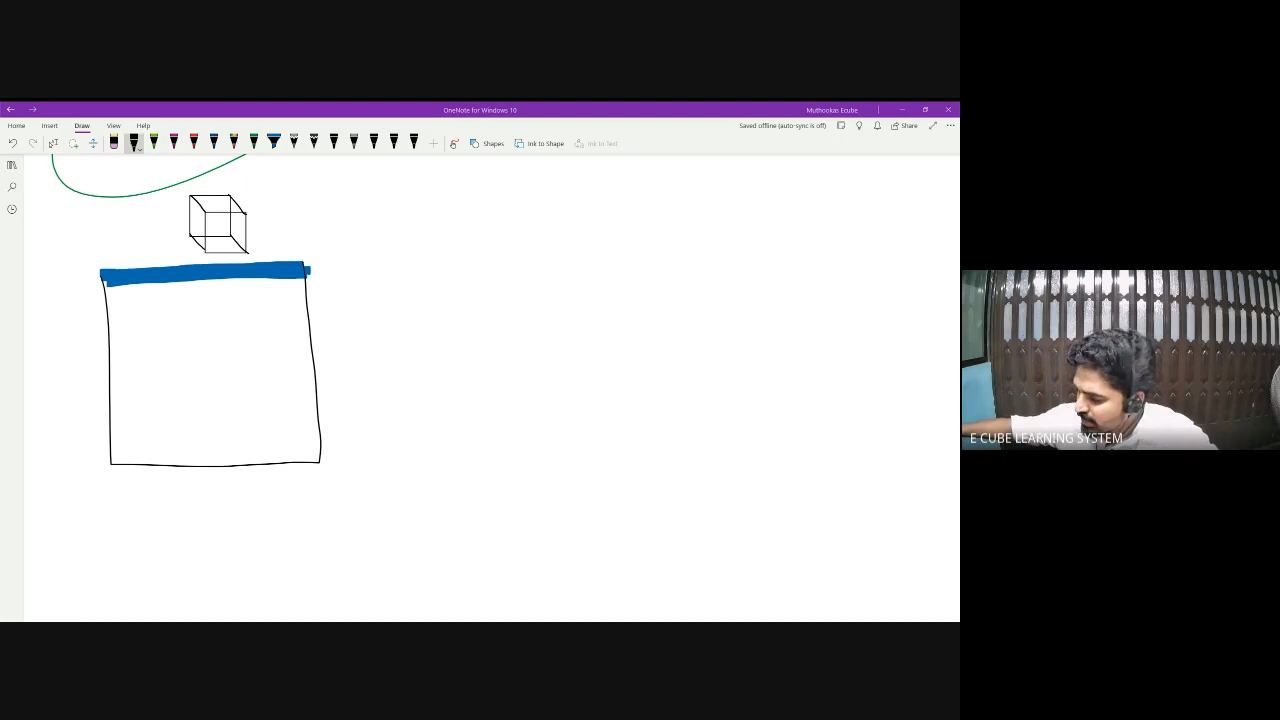 OneNote for Windows 10
Muthookas Ecube
Home Insert Draw View Help
Saved offline (auto-sync is off)
Share
Shapes
Ink to Shape
Ink to Text
E CUBE LEARNING SYSTEM